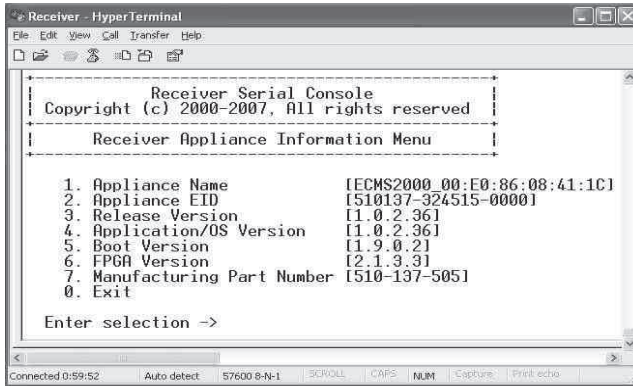 Receiver - HyperTerminal
File Edit View Call Transfer Help
Receiver Serial Console
Copyright (c) 2000-2007, All rights reserved
Receiver Appliance Information Menu
1. Appliance Name [ECMS2000_00:E0:86:08:41:1C]
2. Appliance EID [510137-324515-0000]
3. Release Version [1.0.2.36]
4. Application/OS Version [1.0.2.36]
5. Boot Version [1.9.0.2]
6. FPGA Version [2.1.3.3]
7. Manufacturing Part Number [510-137-505]
0. Exit
Enter selection ->
Connected 0:59:52 Auto detect 57600 8-N-1 SCROLL CAPS NUM Capture Print echo